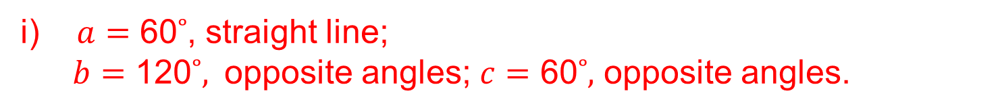 i) a = 60°, straight line;
b = 120°, opposite angles; c = 60°, opposite angles.